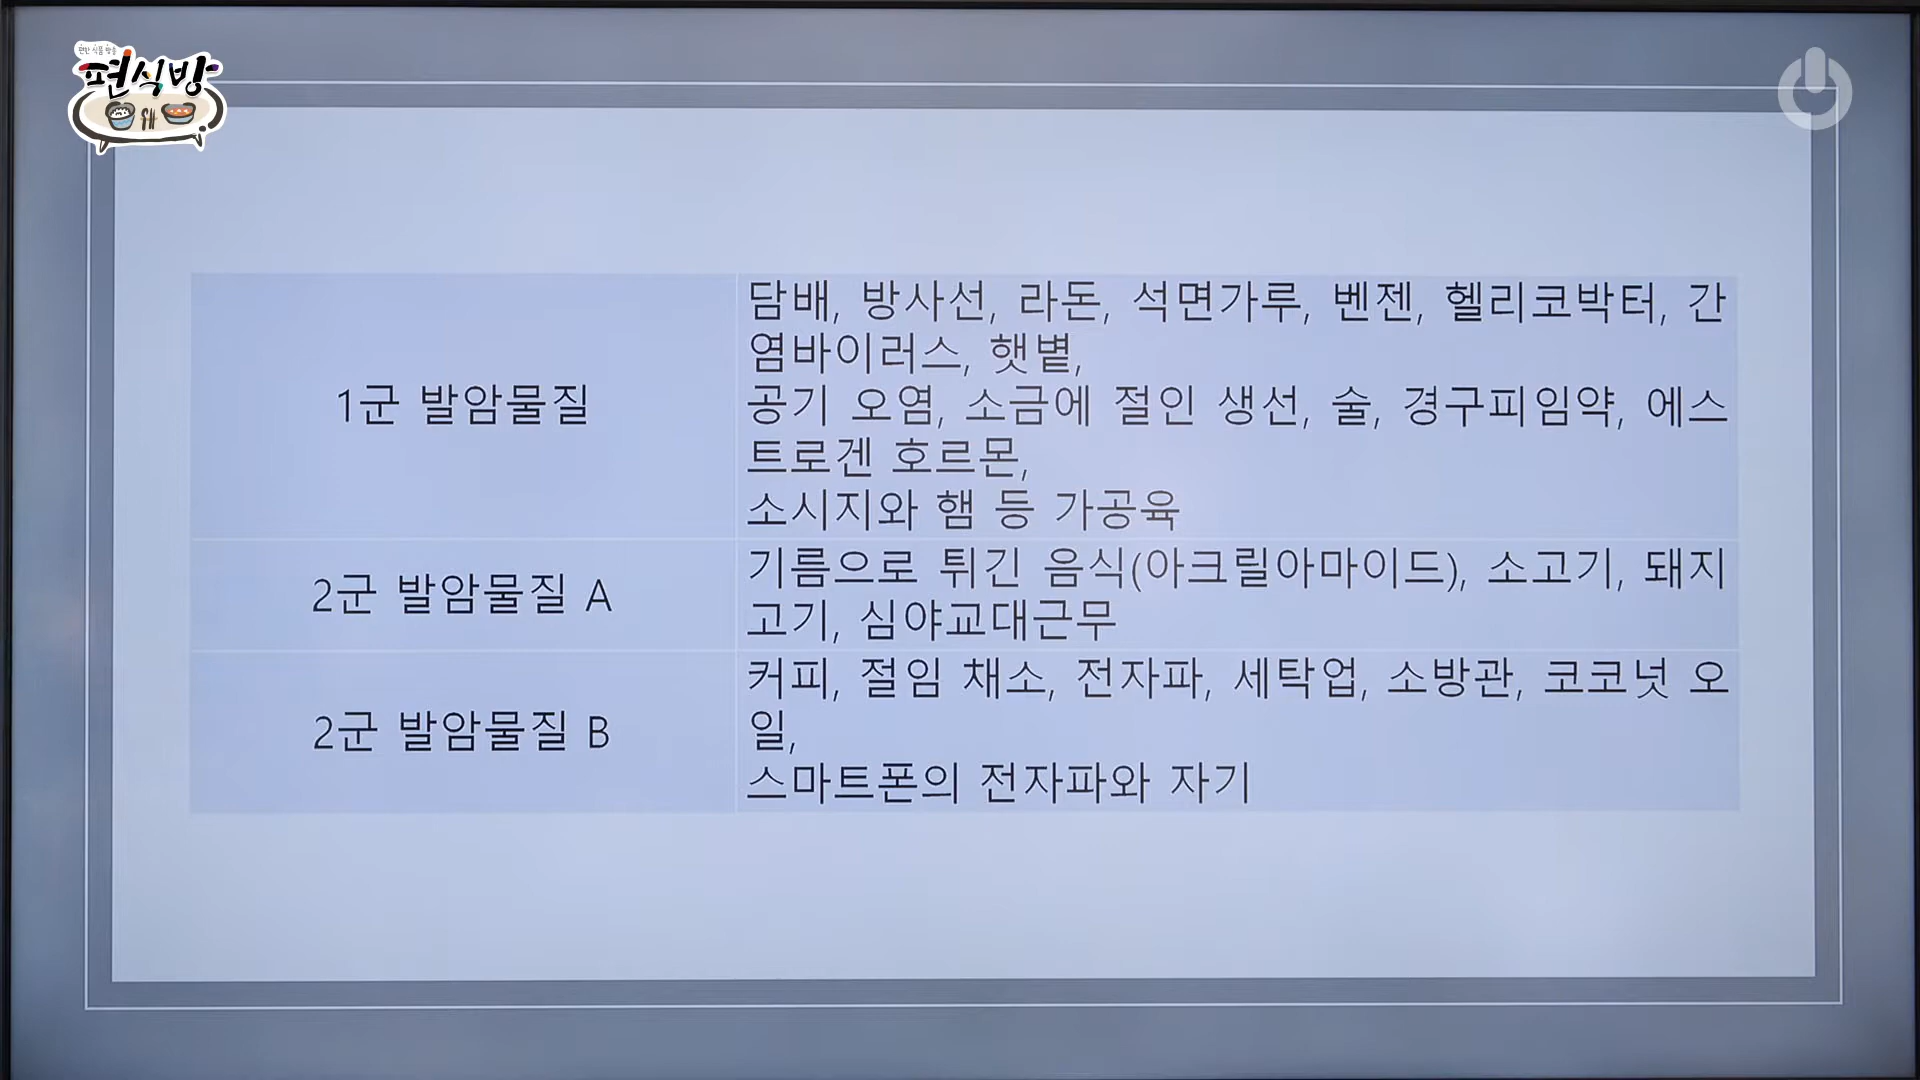 편한 식품 방송
편식방
1군 발암물질
담배, 방사선, 라돈, 석면가루, 벤젠, 헬리코박터, 간
염바이러스, 햇볕,
공기 오염, 소금에 절인 생선, 술, 경구피임약, 에스
트로겐 호르몬,
소시지와 햄 등 가공육
2군 발암물질 A
기름으로 튀긴 음식(아크릴아마이드), 소고기, 돼지
고기, 심야교대근무
2군 발암물질 B
커피, 절임 채소, 전자파, 세탁업, 소방관, 코코넛 오
일,
스마트폰의 전자파와 자기